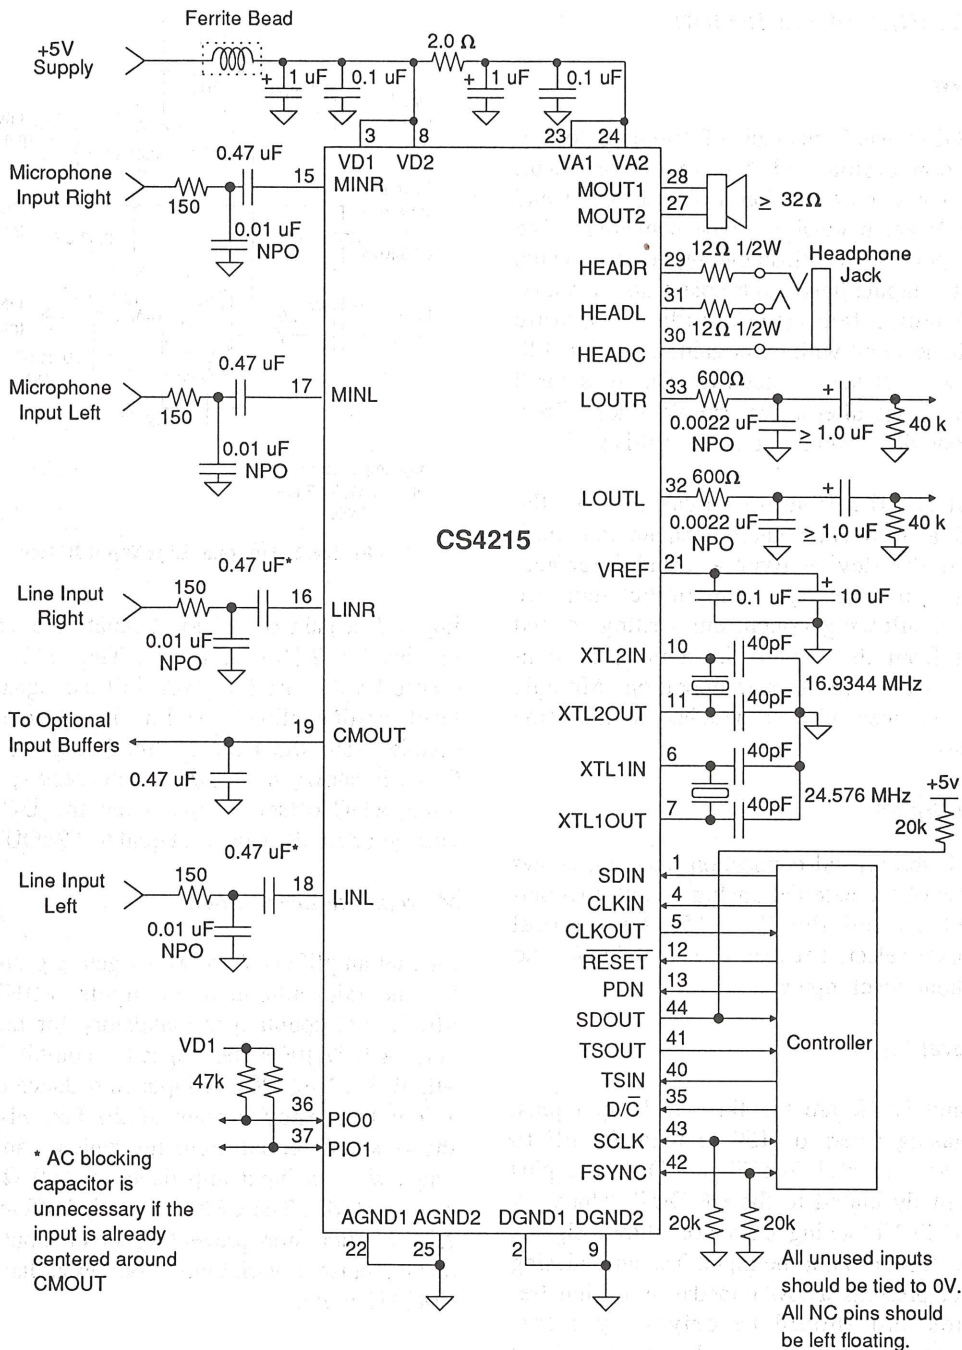 Ferrite Bead
+5V
Supply
2.0 Ω
+ 1 uF
0.1 uF
+ 1 uF
0.1 uF
3
8
23
24
VD1
VD2
VA1
VA2
Microphone
Input Right
150
0.47 uF
0.01 uF
NPO
15
MINR
MOUT1
28
MOUT2
27
≥ 32Ω
HEADR
29
12Ω 1/2W
Headphone
Jack
HEADL
31
12Ω 1/2W
HEADC
30
Microphone
Input Left
150
0.47 uF
0.01 uF
NPO
17
MINL
LOUTR
33
600Ω
0.0022 uF
NPO
+
≥ 1.0 uF
40 k
LOUTL
32
600Ω
0.0022 uF
NPO
+
≥ 1.0 uF
40 k
CS4215
VREF
21
0.1 uF
+
10 uF
Line Input
Right
150
0.47 uF*
0.01 uF
NPO
16
LINR
XTL2IN
10
40pF
16.9344 MHz
XTL2OUT
11
40pF
To Optional
Input Buffers
19
CMOUT
0.47 uF
XTL1IN
6
40pF
24.576 MHz
XTL1OUT
7
40pF
+5v
20k
Line Input
Left
150
0.47 uF*
0.01 uF
NPO
18
LINL
SDIN
1
CLKIN
4
CLKOUT
5
RESET
12
PDN
13
SDOUT
44
TSOUT
41
TSIN
40
D/C
35
SCLK
43
FSYNC
42
Controller
20k
20k
VD1
47k
36
PIO0
37
PIO1
* AC blocking
capacitor is
unnecessary if the
input is already
centered around
CMOUT
AGND1
AGND2
DGND1
DGND2
22
25
2
9
All unused inputs
should be tied to 0V.
All NC pins should
be left floating.